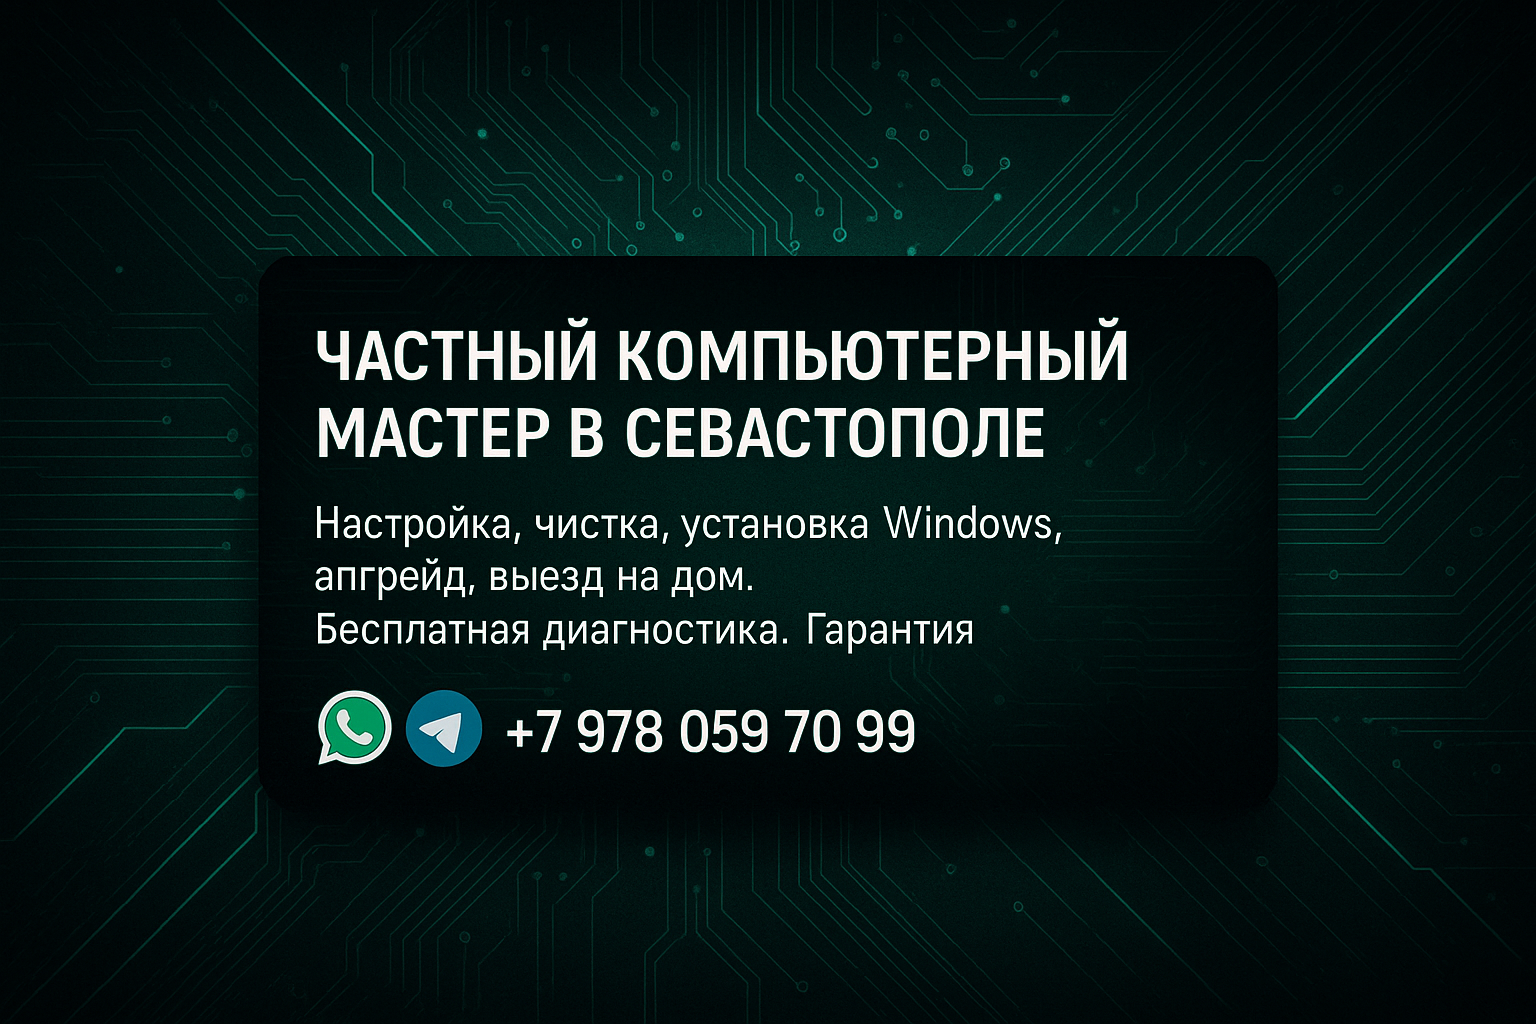 ЧАСТНЫЙ КОМПЬЮТЕРНЫЙ
МАСТЕР В СЕВАСТОПОЛЕ
Настройка, чистка, установка Windows,
апгрейд, выезд на дом.
Бесплатная диагностика. Гарантия
+7 978 059 70 99